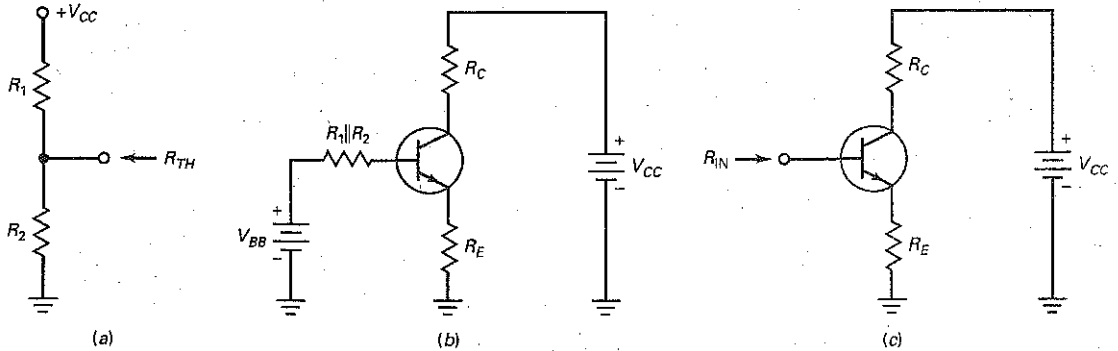 +V_CC
R_1
R_TH
R_2
(a)
R_C
R_1||R_2
+
V_CC
-
+
V_BB
-
R_E
(b)
R_C
R_IN
+
V_CC
-
R_E
(c)